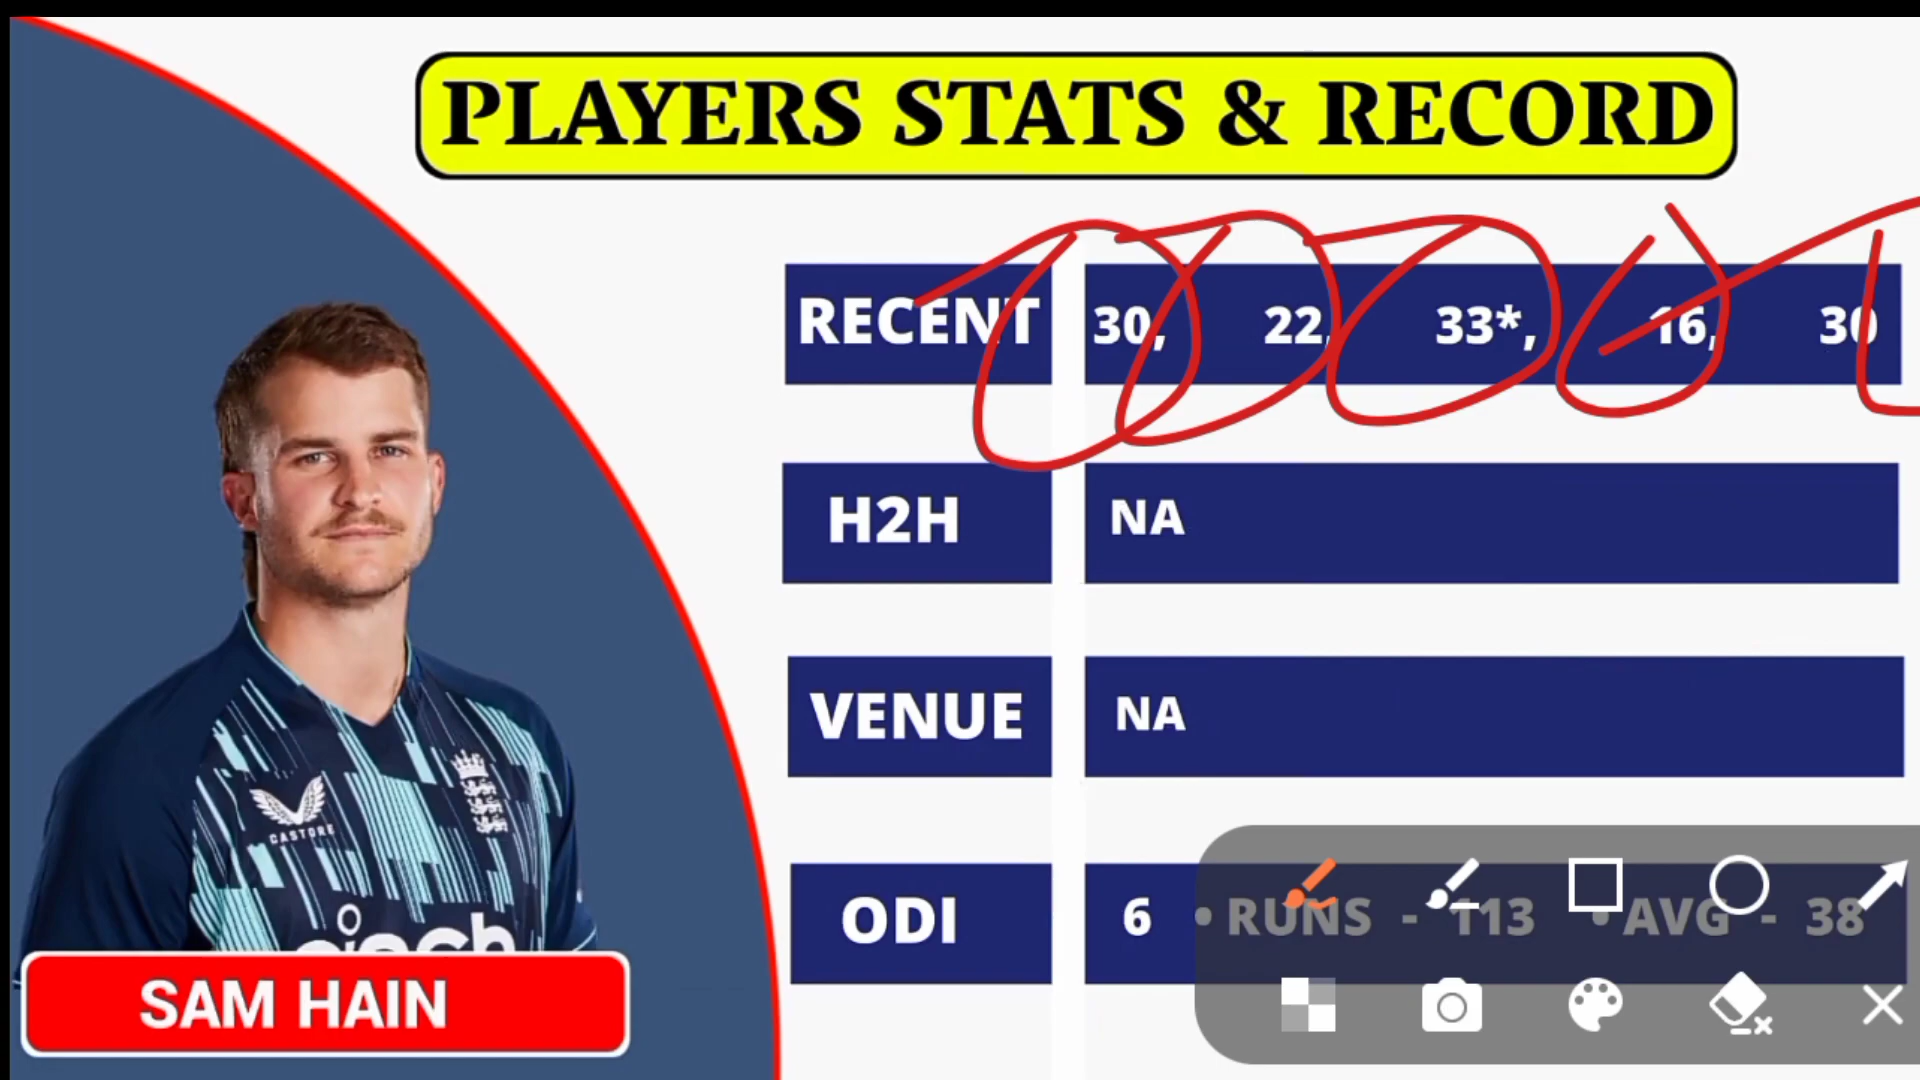 PLAYERS STATS & RECORD
RECENT 30, 22, 33*, 16, 30
H2H NA
VENUE NA
CASTORE
ODI 6 • RUNS - 113 • AVG - 38
cinch
SAM HAIN